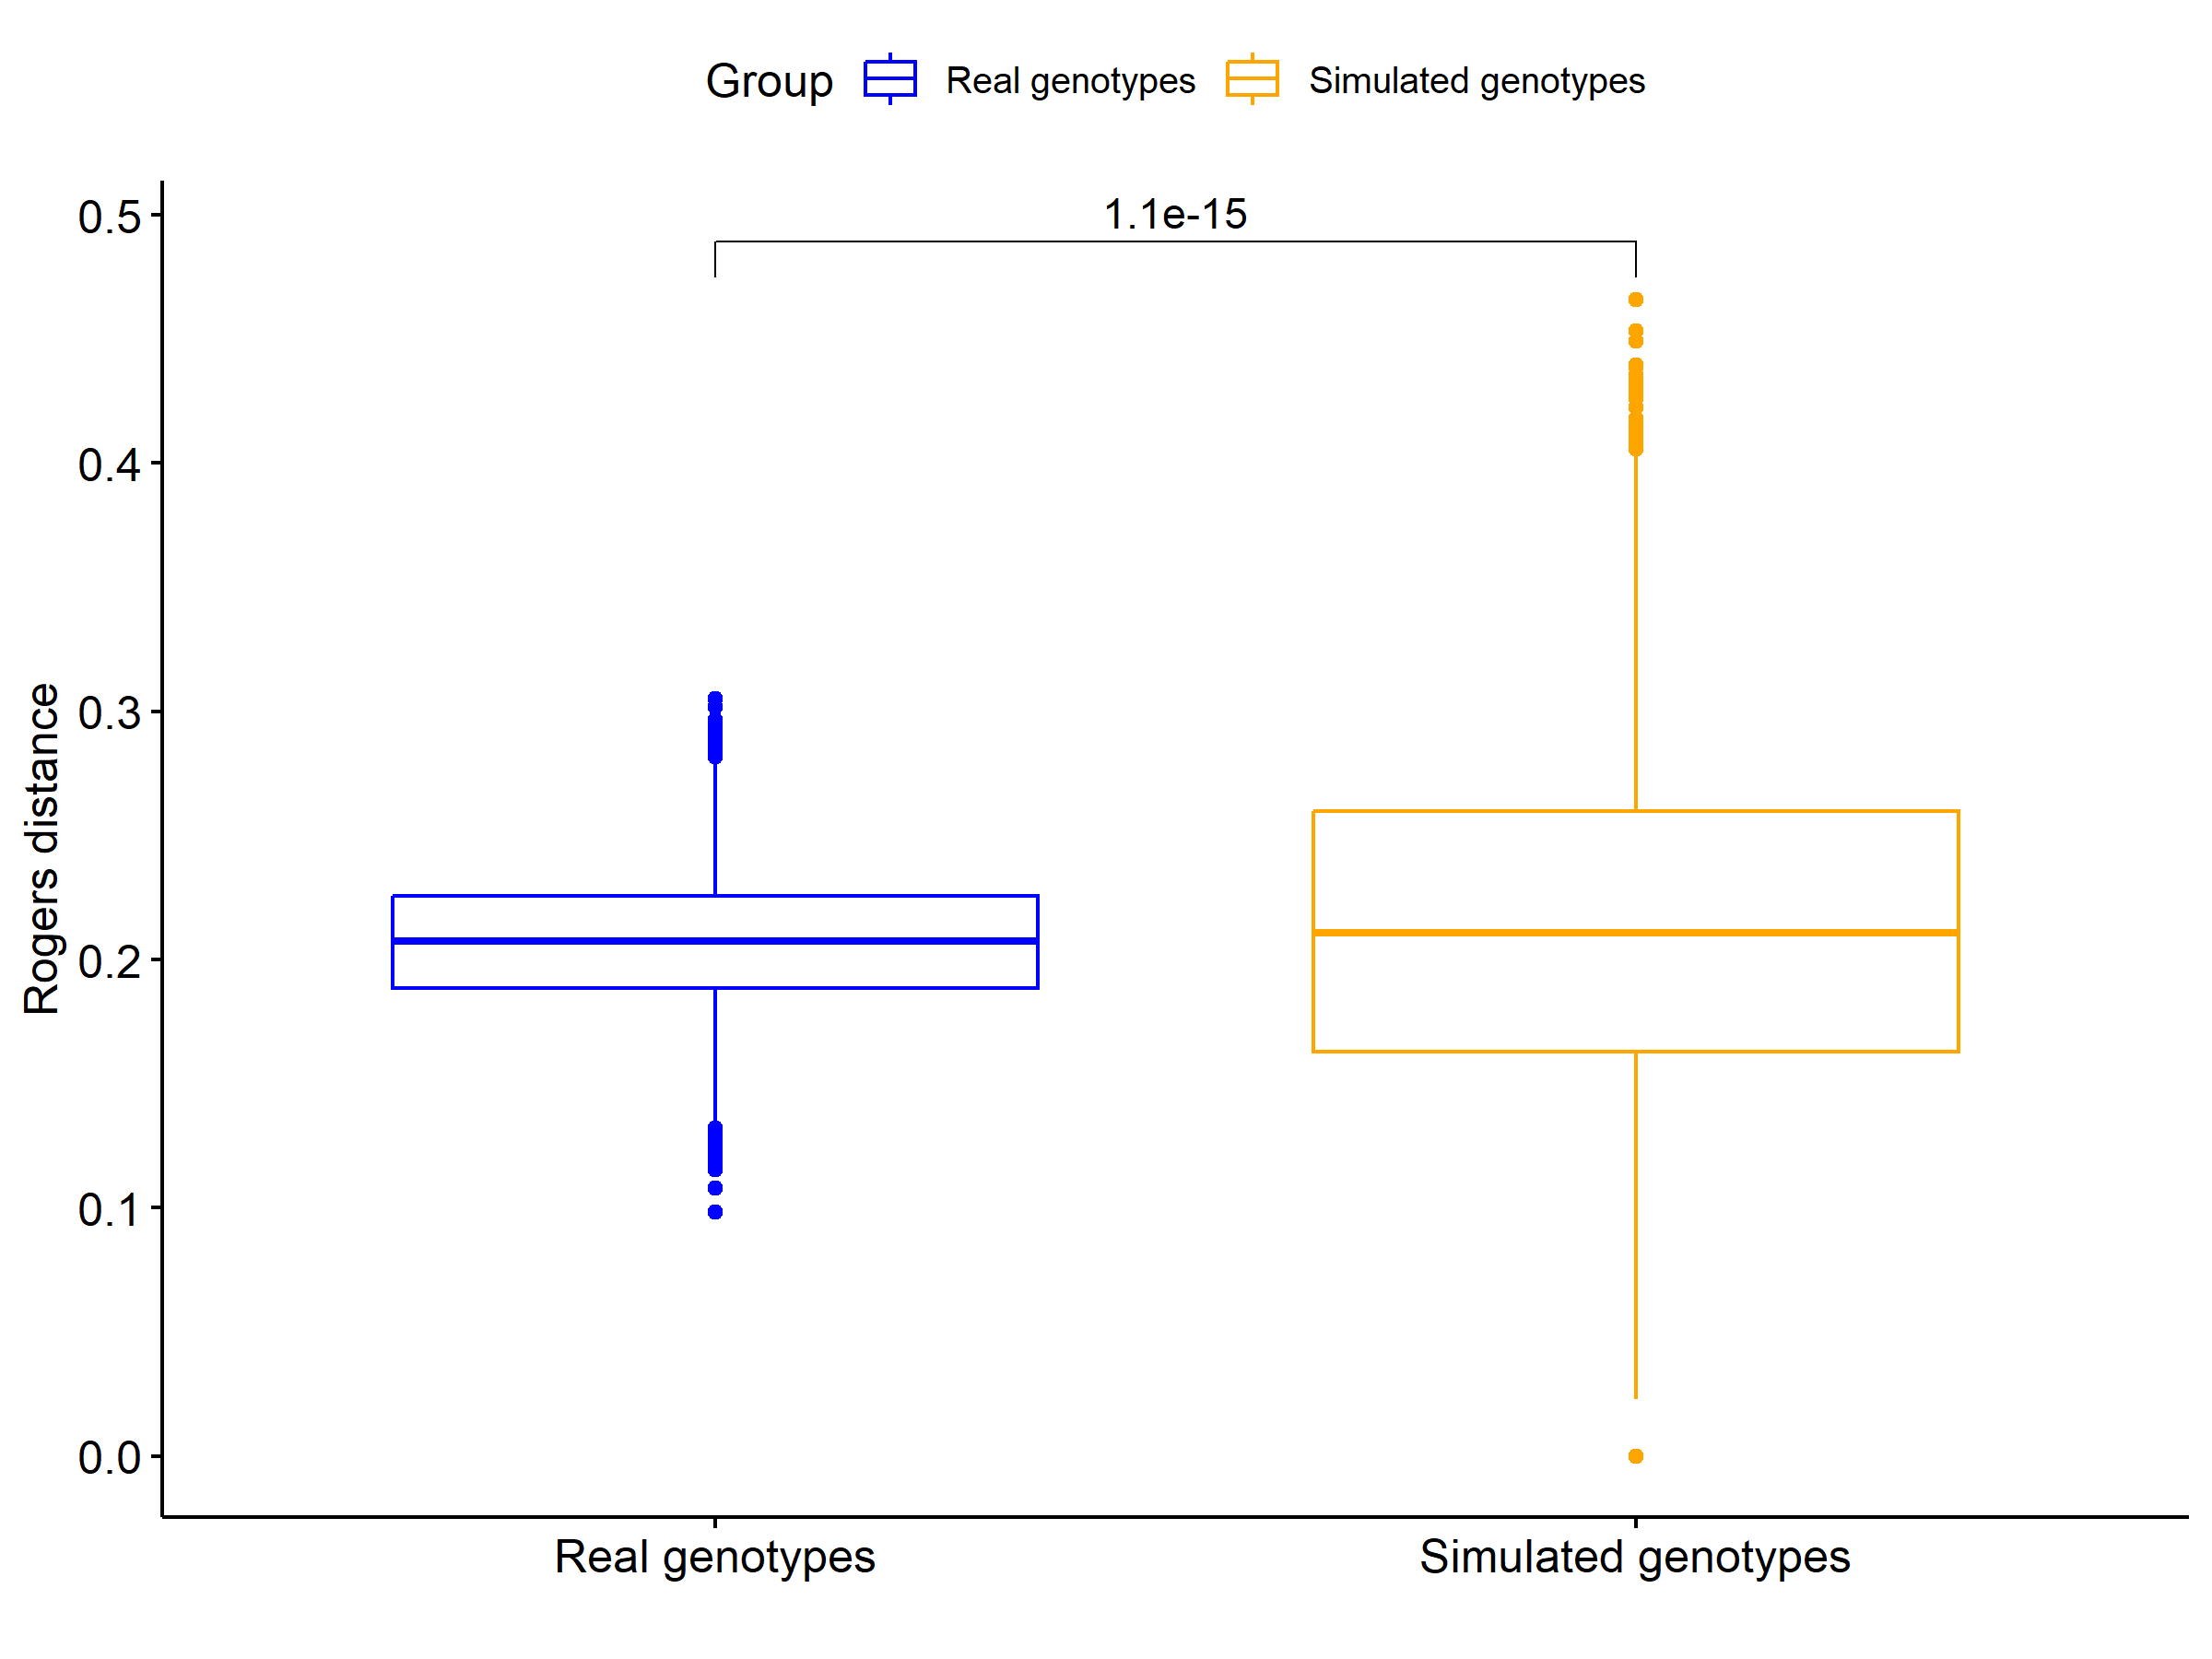 Group Real genotypes Simulated genotypes
1.1e-15
0.5
0.4
0.3
0.2
0.1
0.0
Rogers distance
Real genotypes Simulated genotypes